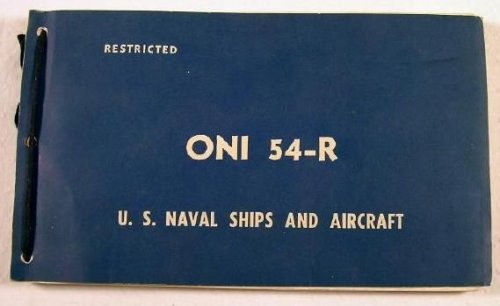 RESTRICTED
ONI 54-R
U. S. NAVAL SHIPS AND AIRCRAFT